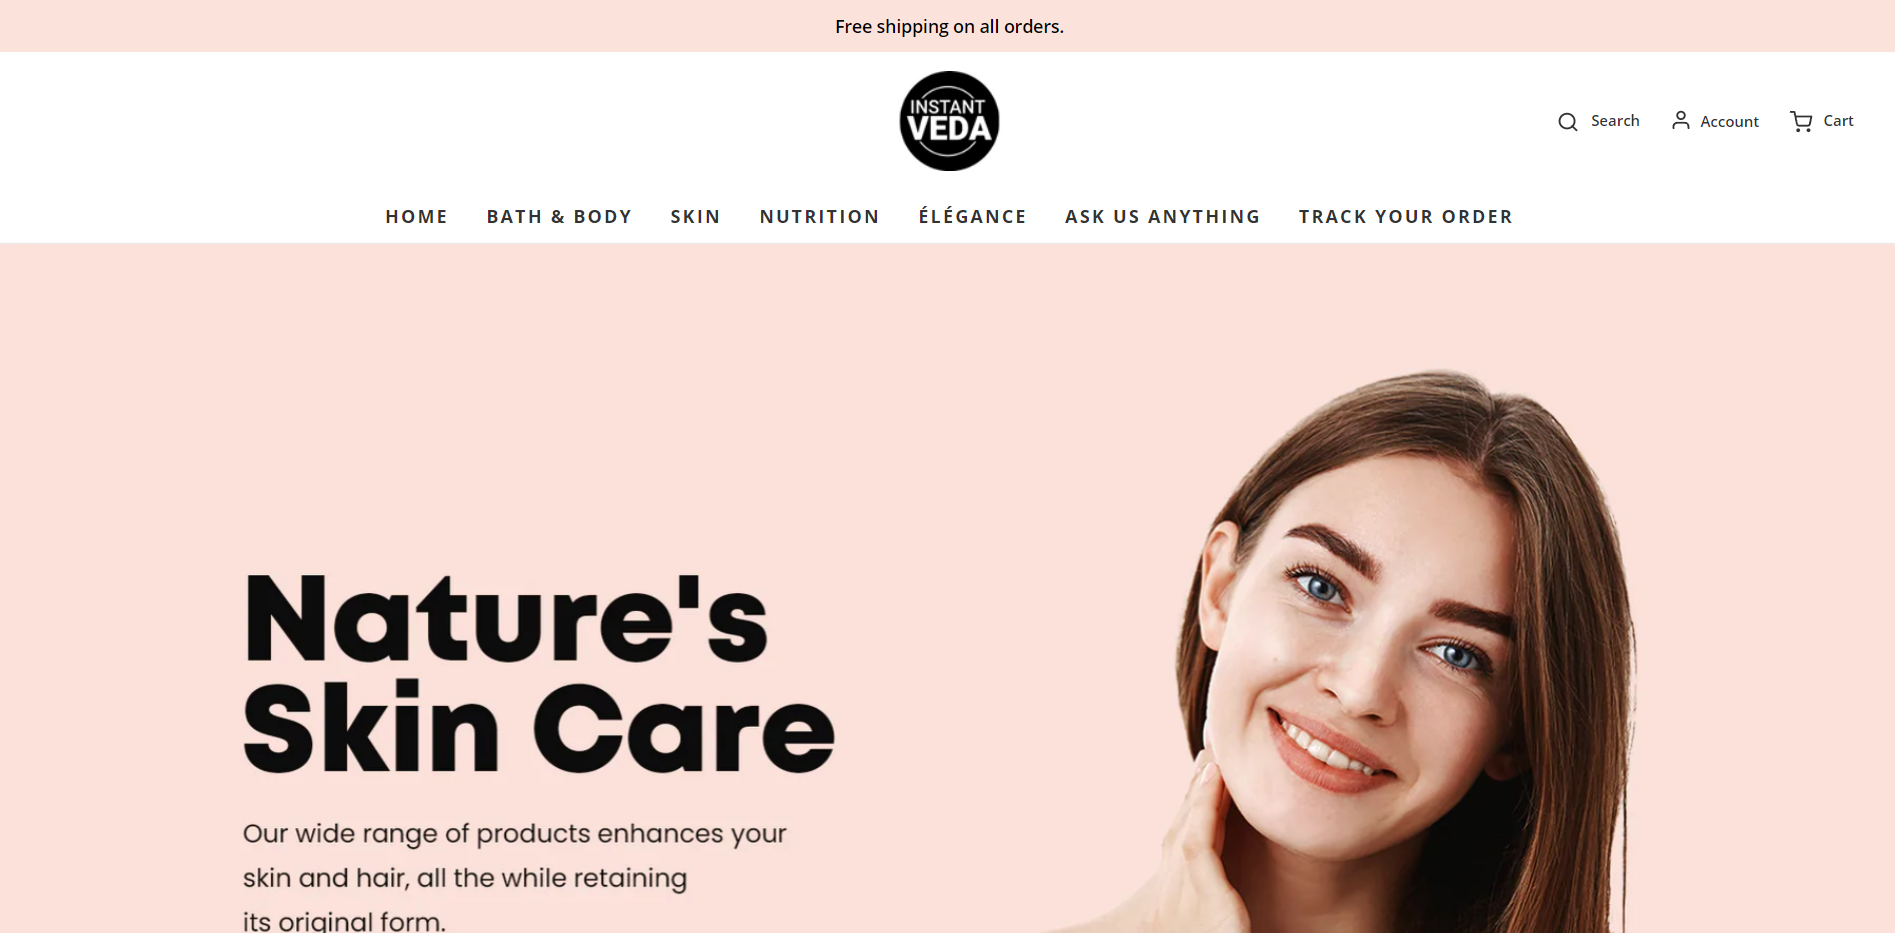 Free shipping on all orders.
INSTANT
VEDA
Search
Account
Cart
HOME BATH & BODY SKIN NUTRITION ÉLÉGANCE ASK US ANYTHING TRACK YOUR ORDER
Nature's
Skin Care
Our wide range of products enhances your
skin and hair, all the while retaining
its original form.